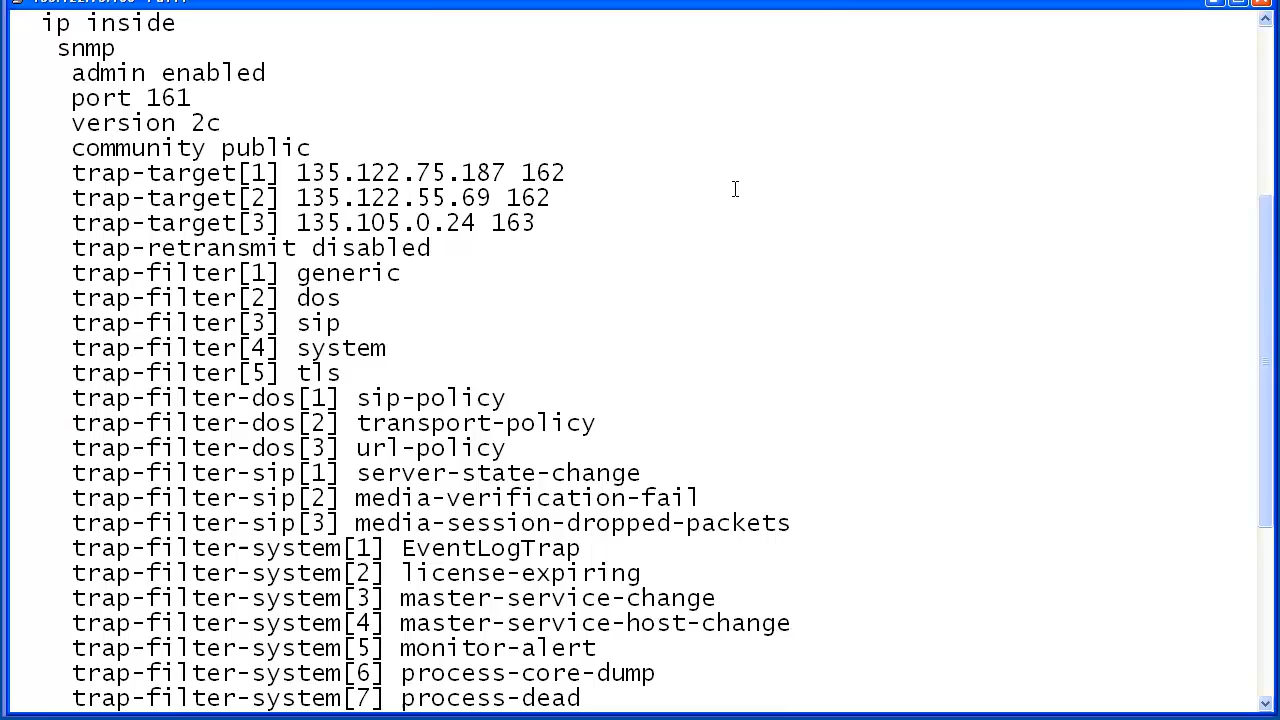 ip inside
snmp
admin enabled
port 161
version 2c
community public
trap-target[1] 135.122.75.187 162
trap-target[2] 135.122.55.69 162
trap-target[3] 135.105.0.24 163
trap-retransmit disabled
trap-filter[1] generic
trap-filter[2] dos
trap-filter[3] sip
trap-filter[4] system
trap-filter[5] tls
trap-filter-dos[1] sip-policy
trap-filter-dos[2] transport-policy
trap-filter-dos[3] url-policy
trap-filter-sip[1] server-state-change
trap-filter-sip[2] media-verification-fail
trap-filter-sip[3] media-session-dropped-packets
trap-filter-system[1] EventLogTrap
trap-filter-system[2] license-expiring
trap-filter-system[3] master-service-change
trap-filter-system[4] master-service-host-change
trap-filter-system[5] monitor-alert
trap-filter-system[6] process-core-dump
trap-filter-system[7] process-dead